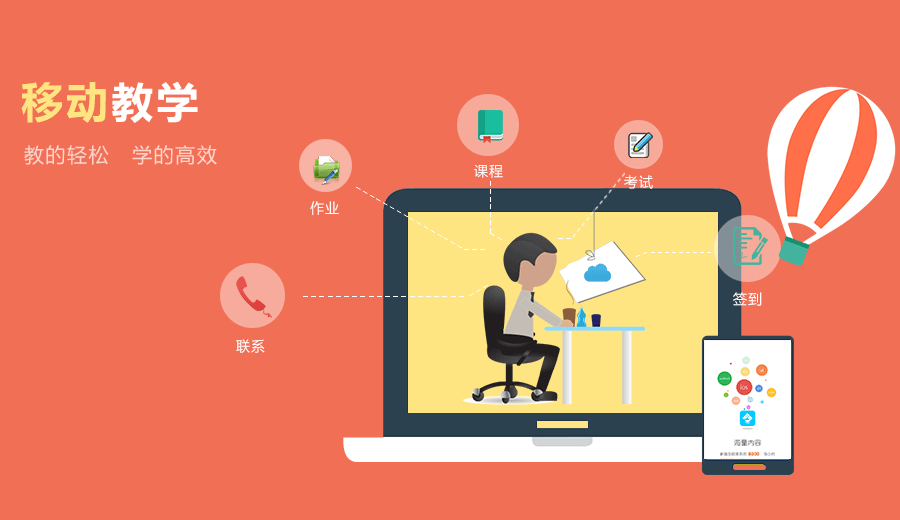 移动教学
教的轻松 学的高效
课程
考试
作业
签到
联系
海量内容